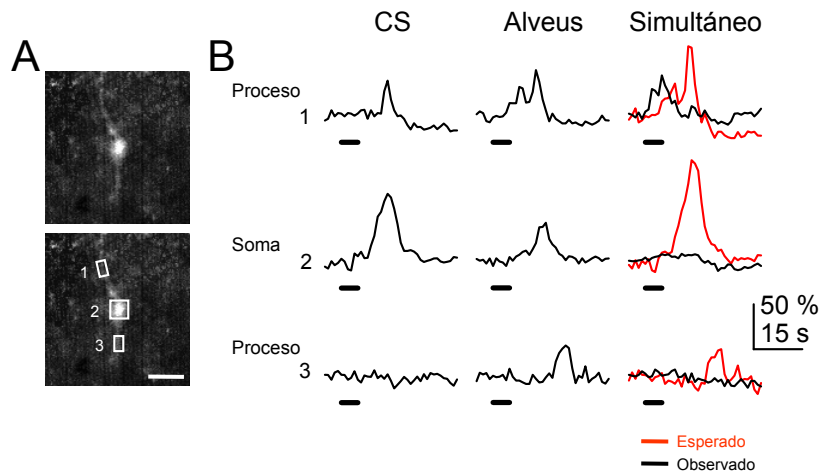 A
B
CS
Alveus
Simultáneo
Proceso
1
Soma
2
Proceso
3
1
2
3
50 %
15 s
Esperado
Observado